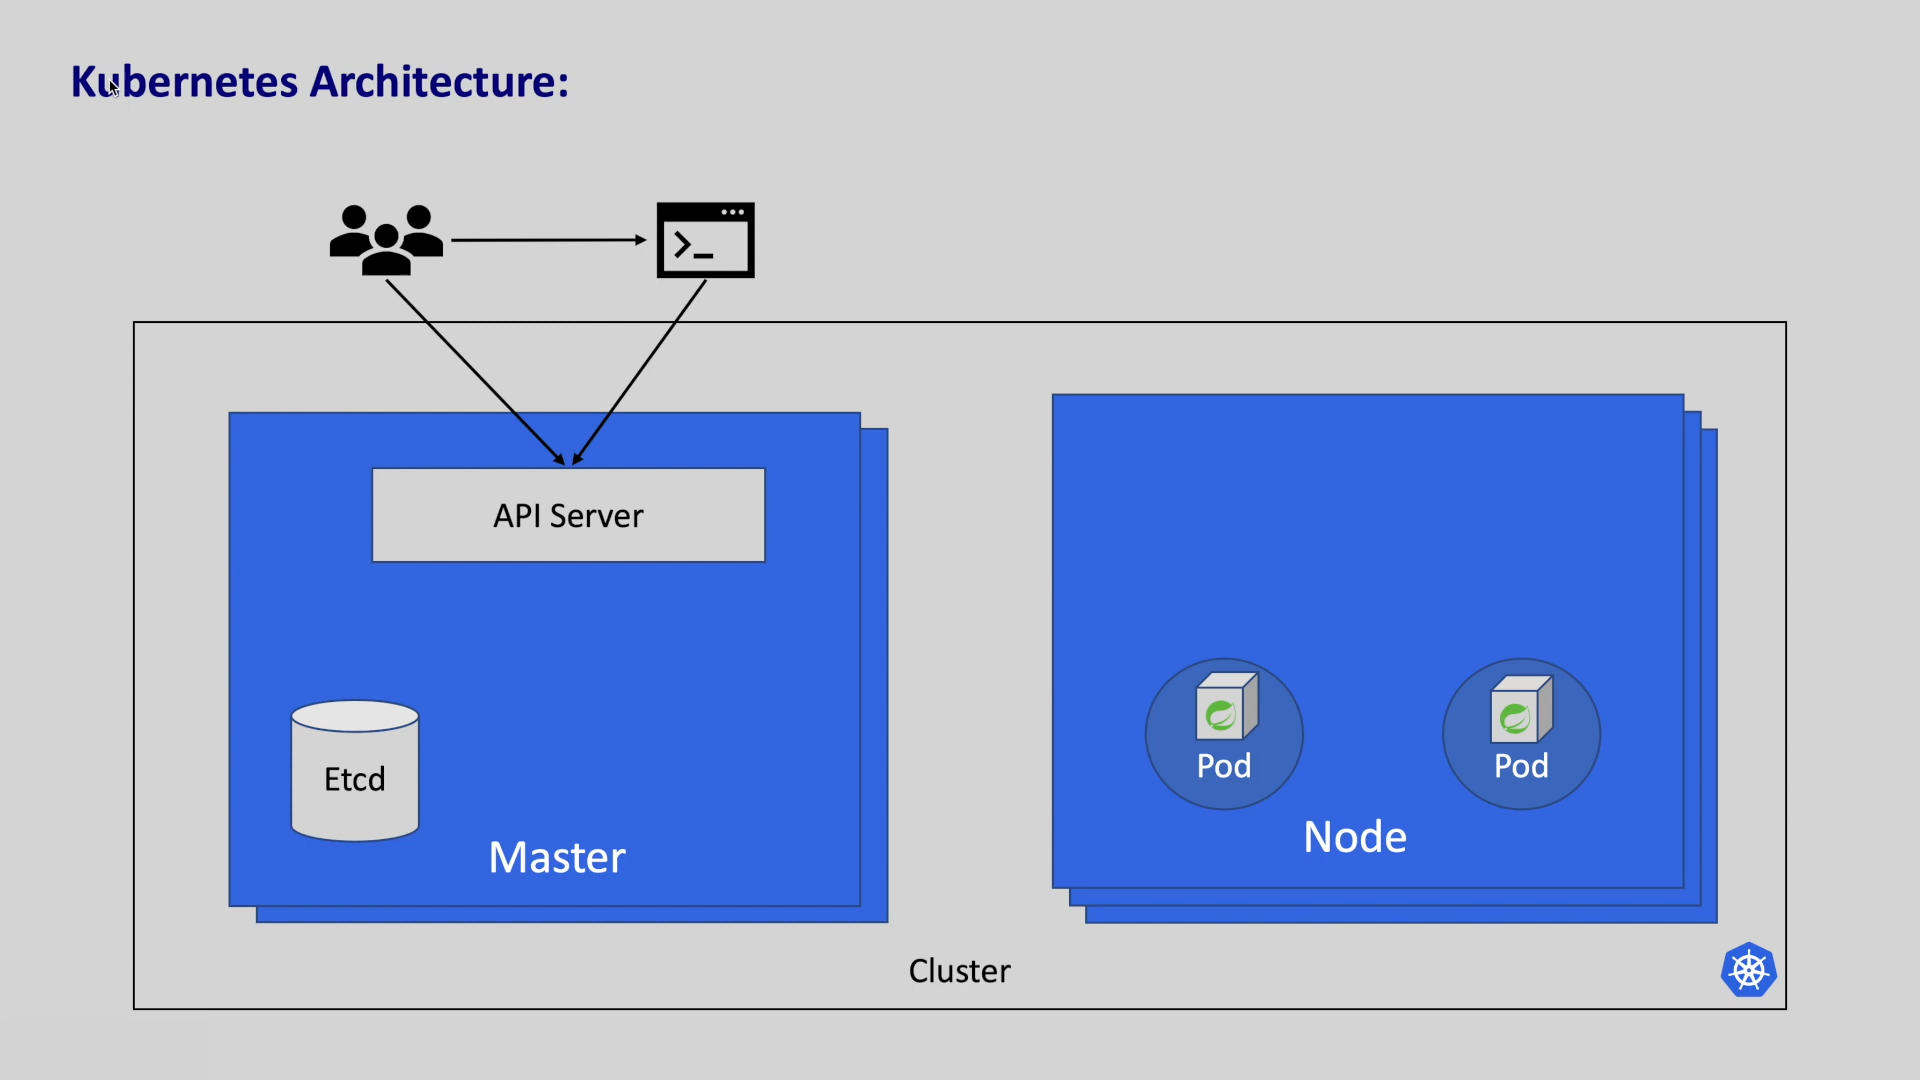 Kubernetes Architecture:
>_
API Server
Etcd
Master
Pod
Pod
Node
Cluster